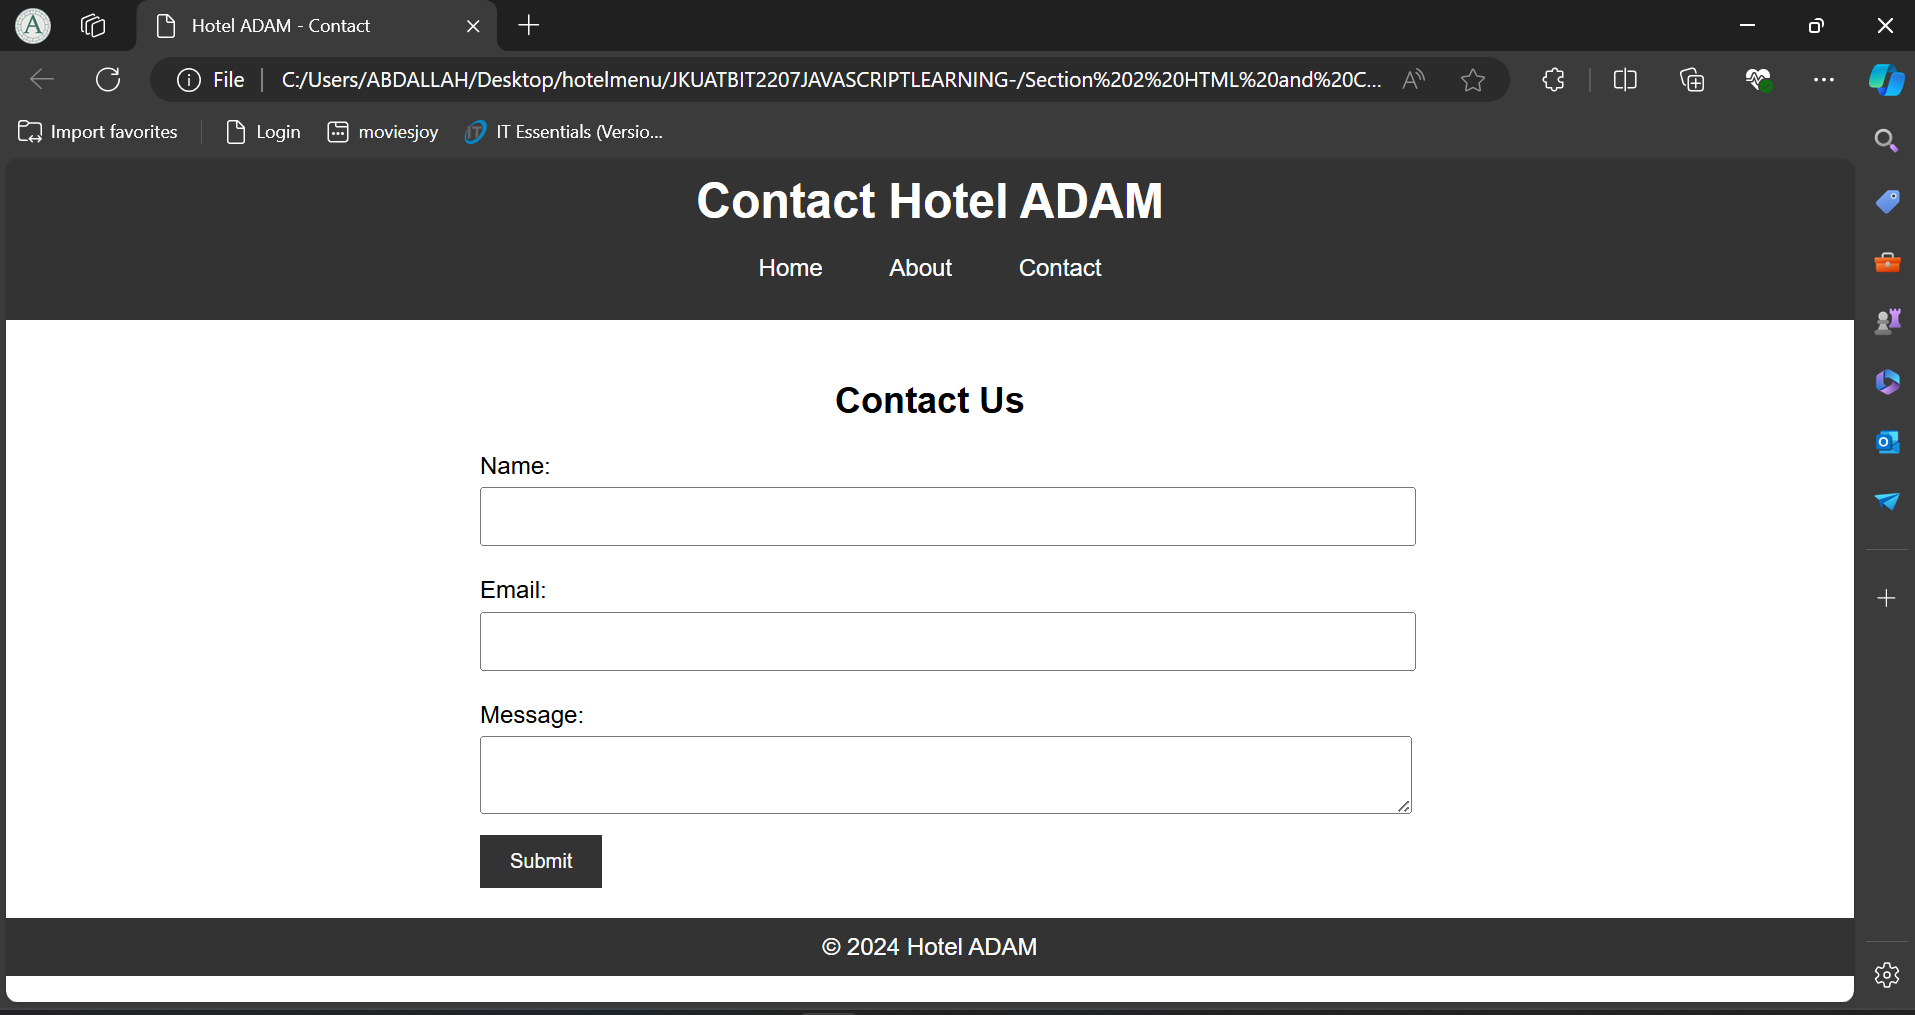 A Hotel ADAM - Contact
File C:/Users/ABDALLAH/Desktop/hotelmenu/JKUATBIT2207JAVASCRIPTLEARNING-/Section%202%20HTML%20and%20C... A
Import favorites Login moviesjoy IT IT Essentials (Versio...
Contact Hotel ADAM
Home About Contact
Contact Us
Name:
Email:
Message:
Submit
© 2024 Hotel ADAM